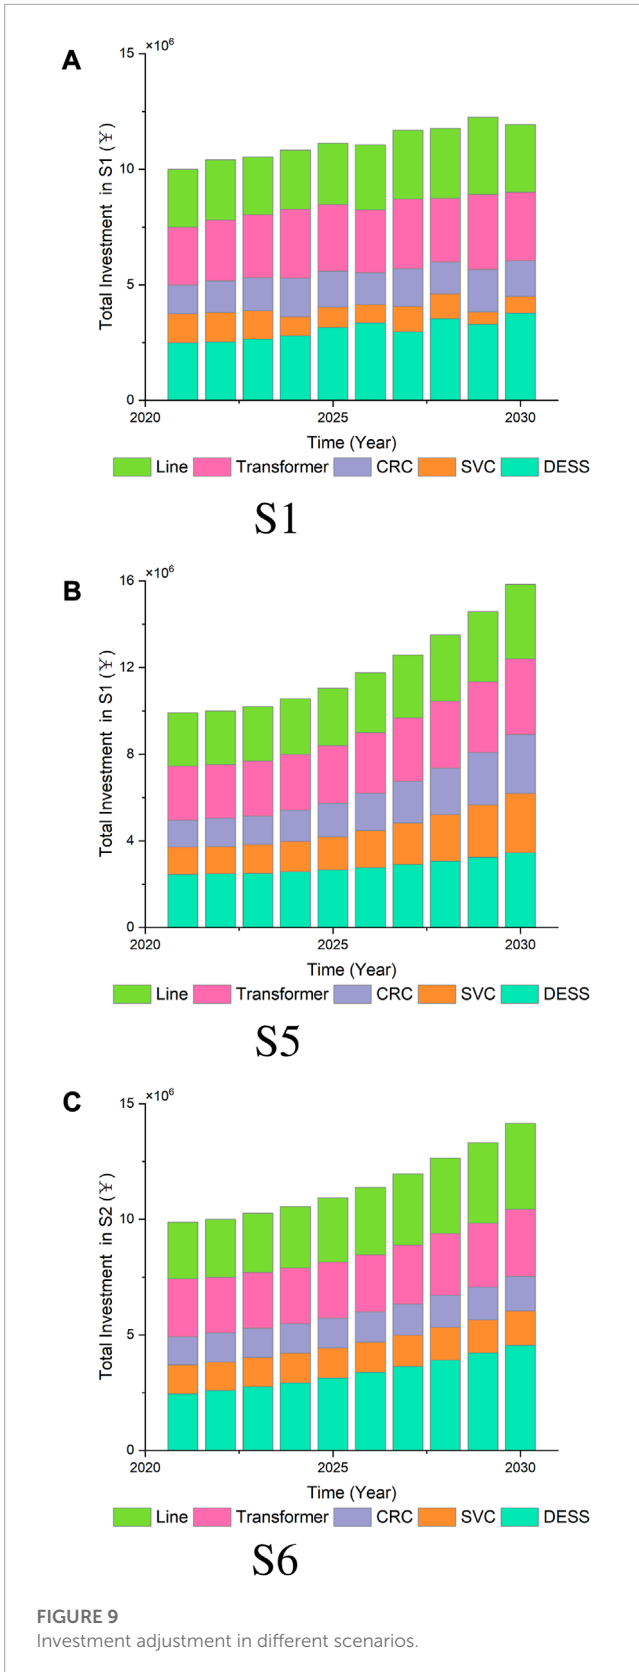 A
×10⁶
15
10
5
0
Total Investment in S1 (¥)
2020 2025 2030
Time (Year)
Line Transformer CRC SVC DESS
S1
B
×10⁶
16
12
8
4
0
Total Investment in S1 (¥)
2020 2025 2030
Time (Year)
Line Transformer CRC SVC DESS
S5
C
×10⁶
15
10
5
0
Total Investment in S2 (¥)
2020 2025 2030
Time (Year)
Line Transformer CRC SVC DESS
S6
FIGURE 9
Investment adjustment in different scenarios.